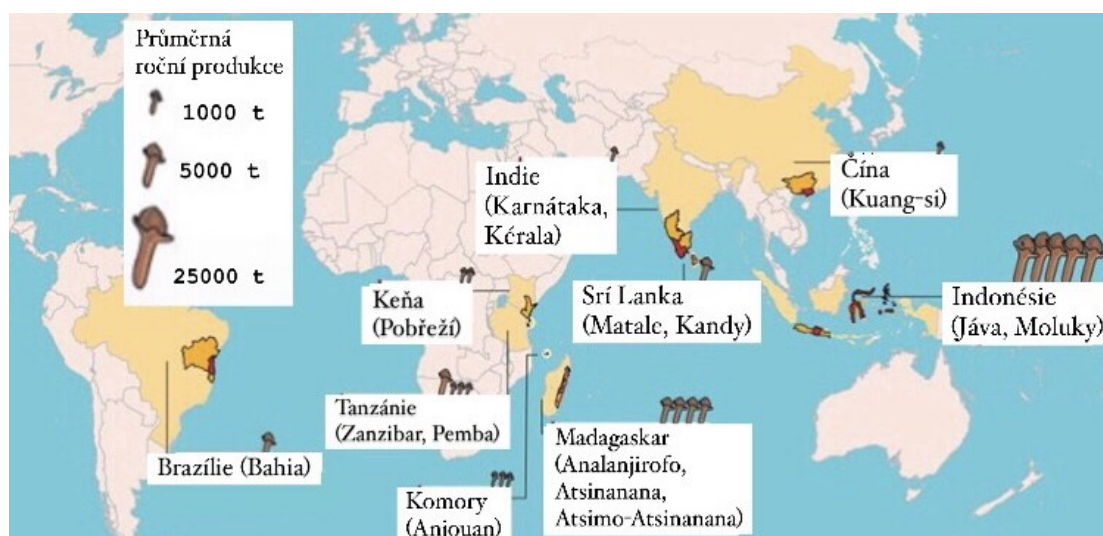 Průměrná
roční produkce
1000 t
5000 t
25000 t
Indie
(Karnátaka,
Kérala)
Čína
(Kuang-si)
Keňa
(Pobřeží)
Srí Lanka
(Matale, Kandy)
Indonésie
(Jáva, Moluky)
Tanzánie
(Zanzibar, Pemba)
Brazílie (Bahia)
Komory
(Anjouan)
Madagaskar
(Analanjirofo,
Atsinanana,
Atsimo-Atsinanana)